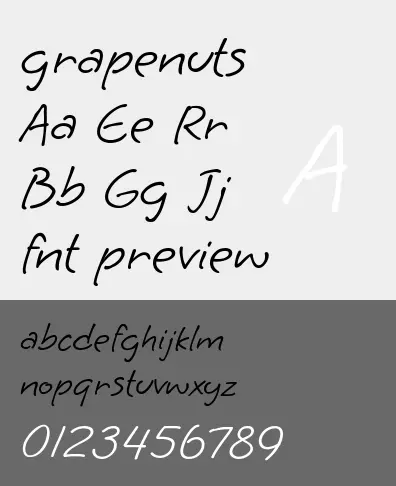 grapenuts
Aa Ee Rr
A
Bb Gg Jj
fnt preview
abcdefghijklm
nopqrstuvwxyz
0123456789